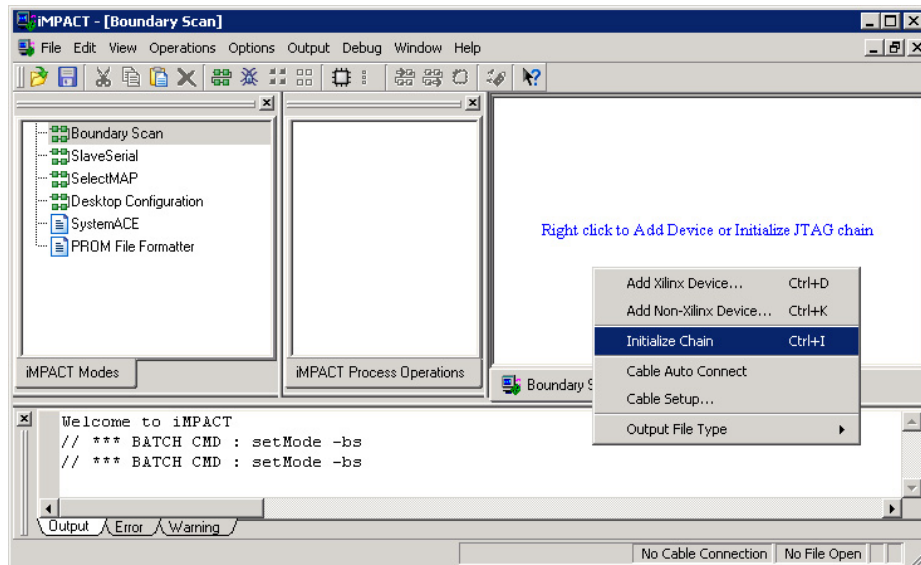 iMPACT - [Boundary Scan]
File Edit View Operations Options Output Debug Window Help
Boundary Scan
SlaveSerial
SelectMAP
Desktop Configuration
SystemACE
PROM File Formatter
iMPACT Modes
iMPACT Process Operations
Right click to Add Device or Initialize JTAG chain
Boundary S
Add Xilinx Device... Ctrl+D
Add Non-Xilinx Device... Ctrl+K
Initialize Chain Ctrl+I
Cable Auto Connect
Cable Setup...
Output File Type
Welcome to iMPACT
// *** BATCH CMD : setMode -bs
// *** BATCH CMD : setMode -bs
Output Error Warning
No Cable Connection No File Open